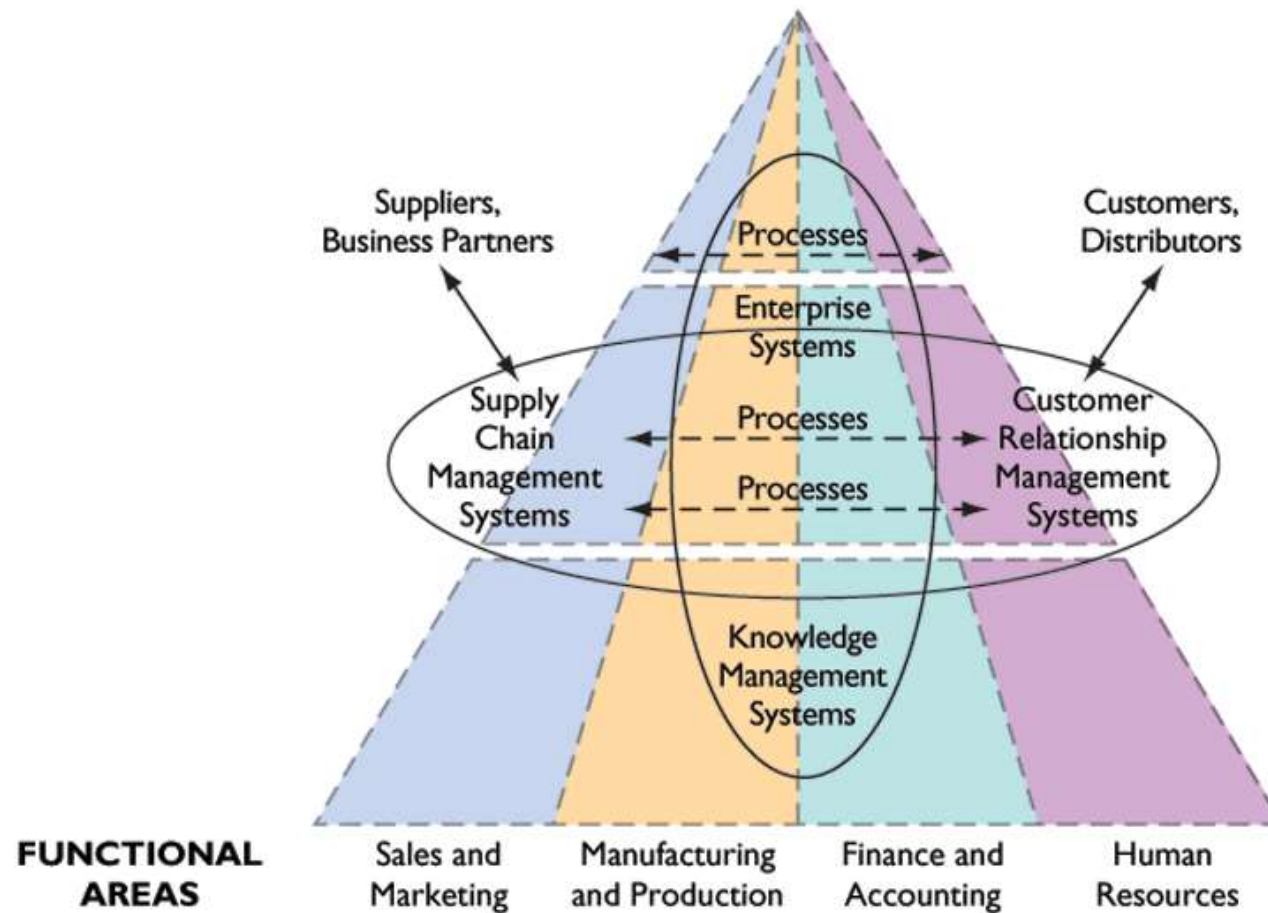 Suppliers,
Business Partners
Customers,
Distributors
Processes
Enterprise
Systems
Supply
Chain
Management
Systems
Processes
Processes
Customer
Relationship
Management
Systems
Knowledge
Management
Systems
FUNCTIONAL
AREAS
Sales and
Marketing
Manufacturing
and Production
Finance and
Accounting
Human
Resources